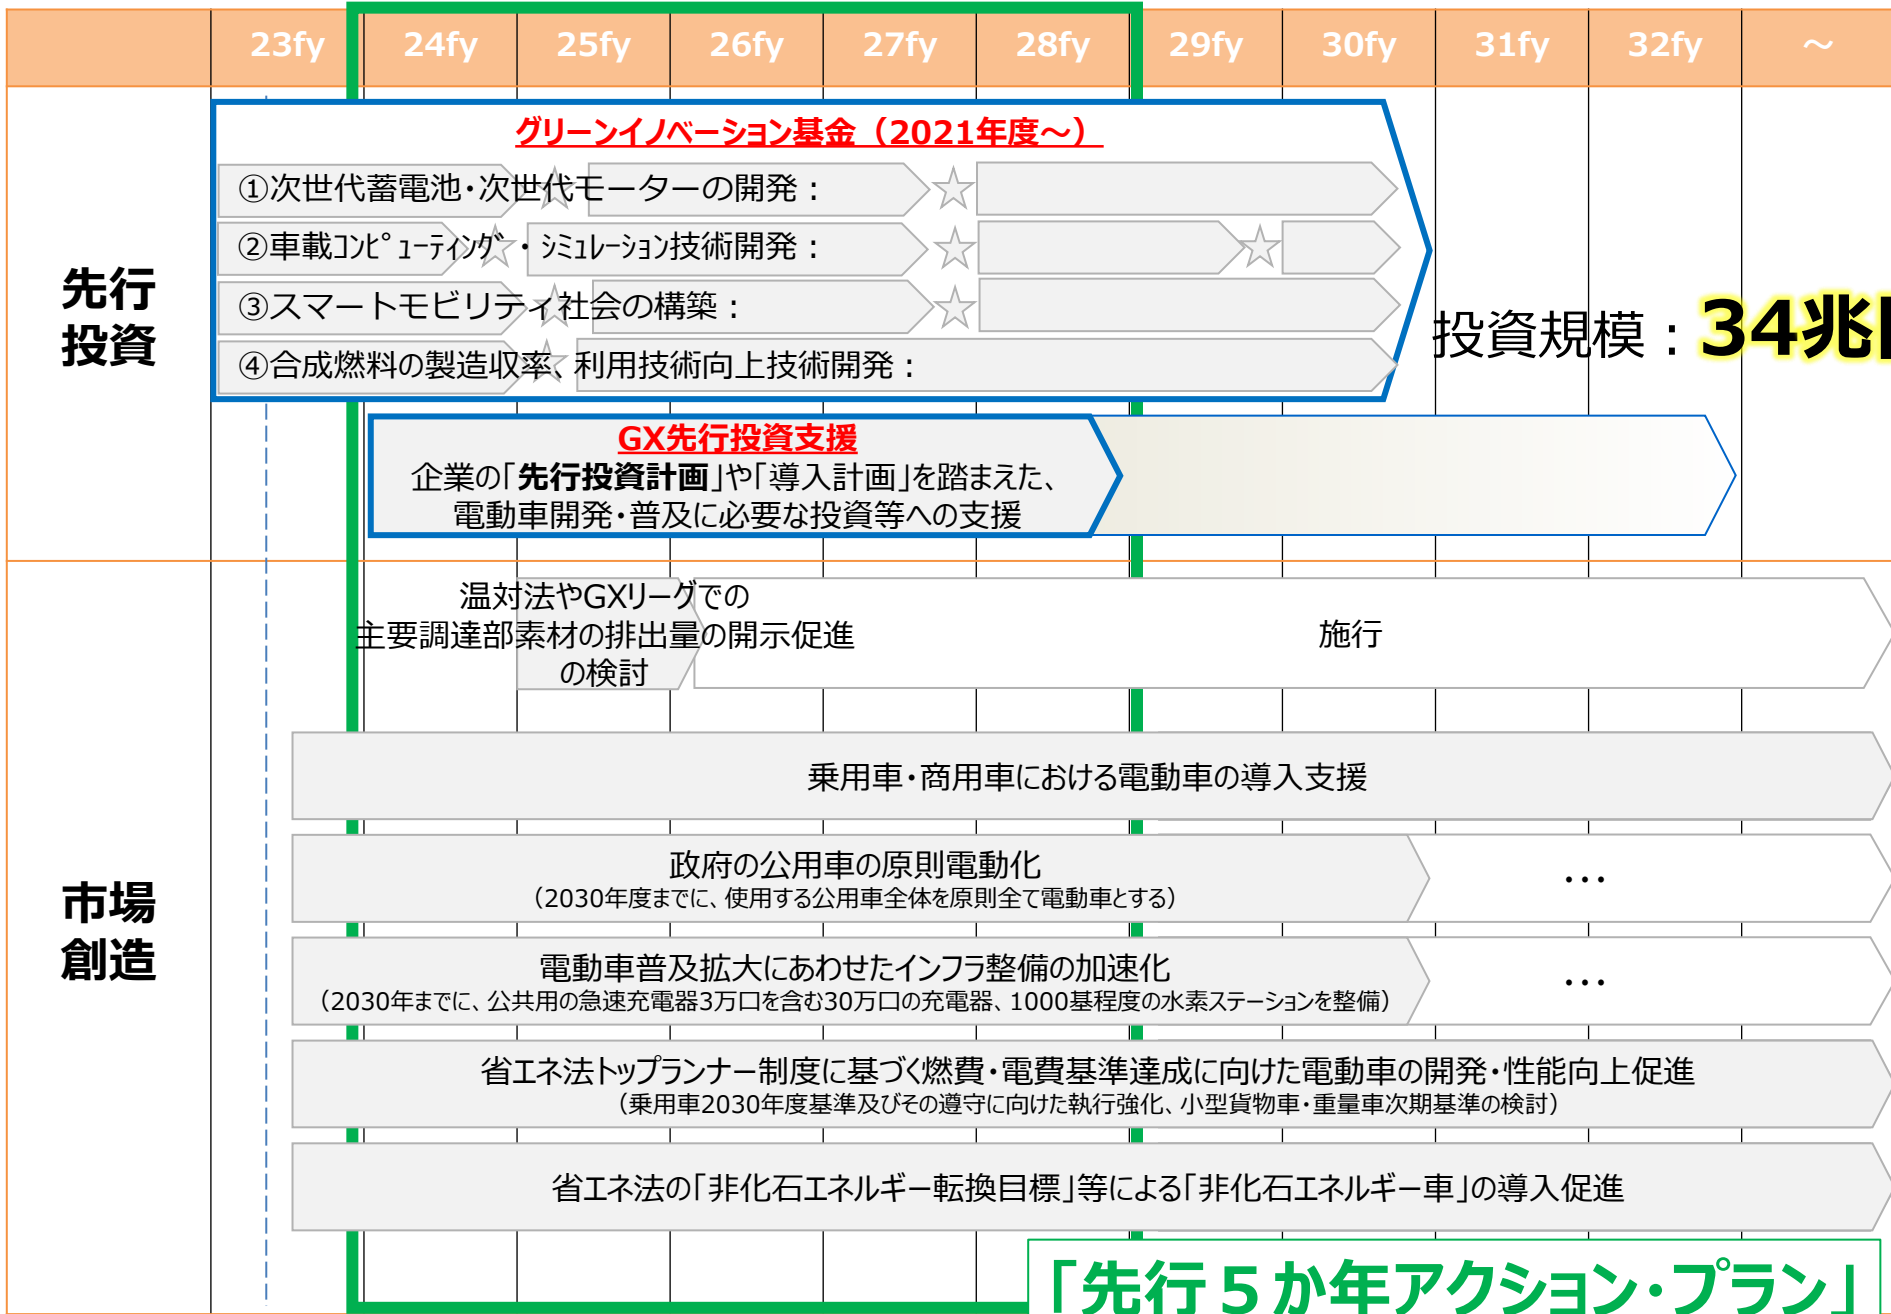 23fy 24fy 25fy 26fy 27fy 28fy 29fy 30fy 31fy 32fy ～
先行
投資
グリーンイノベーション基金（2021年度～）
①次世代蓄電池・次世代モーターの開発：
②車載ｺﾝﾋﾟｭｰﾃｨﾝｸﾞ・ｼﾐｭﾚｰｼｮﾝ技術開発：
③スマートモビリティ社会の構築：
④合成燃料の製造収率、利用技術向上技術開発：
投資規模：34兆
GX先行投資支援
企業の「先行投資計画」や「導入計画」を踏まえた、
電動車開発・普及に必要な投資等への支援
市場
創造
温対法やGXリーグでの
主要調達部素材の排出量の開示促進
の検討
施行
乗用車・商用車における電動車の導入支援
政府の公用車の原則電動化
（2030年度までに、使用する公用車全体を原則全て電動車とする）
…
電動車普及拡大にあわせたインフラ整備の加速化
（2030年までに、公共用の急速充電器3万口を含む30万口の充電器、1000基程度の水素ステーションを整備）
…
省エネ法トップランナー制度に基づく燃費・電費基準達成に向けた電動車の開発・性能向上促進
（乗用車2030年度基準及びその遵守に向けた執行強化、小型貨物車・重量車次期基準の検討）
省エネ法の「非化石エネルギー転換目標」等による「非化石エネルギー車」の導入促進
「先行５か年アクション・プラン」